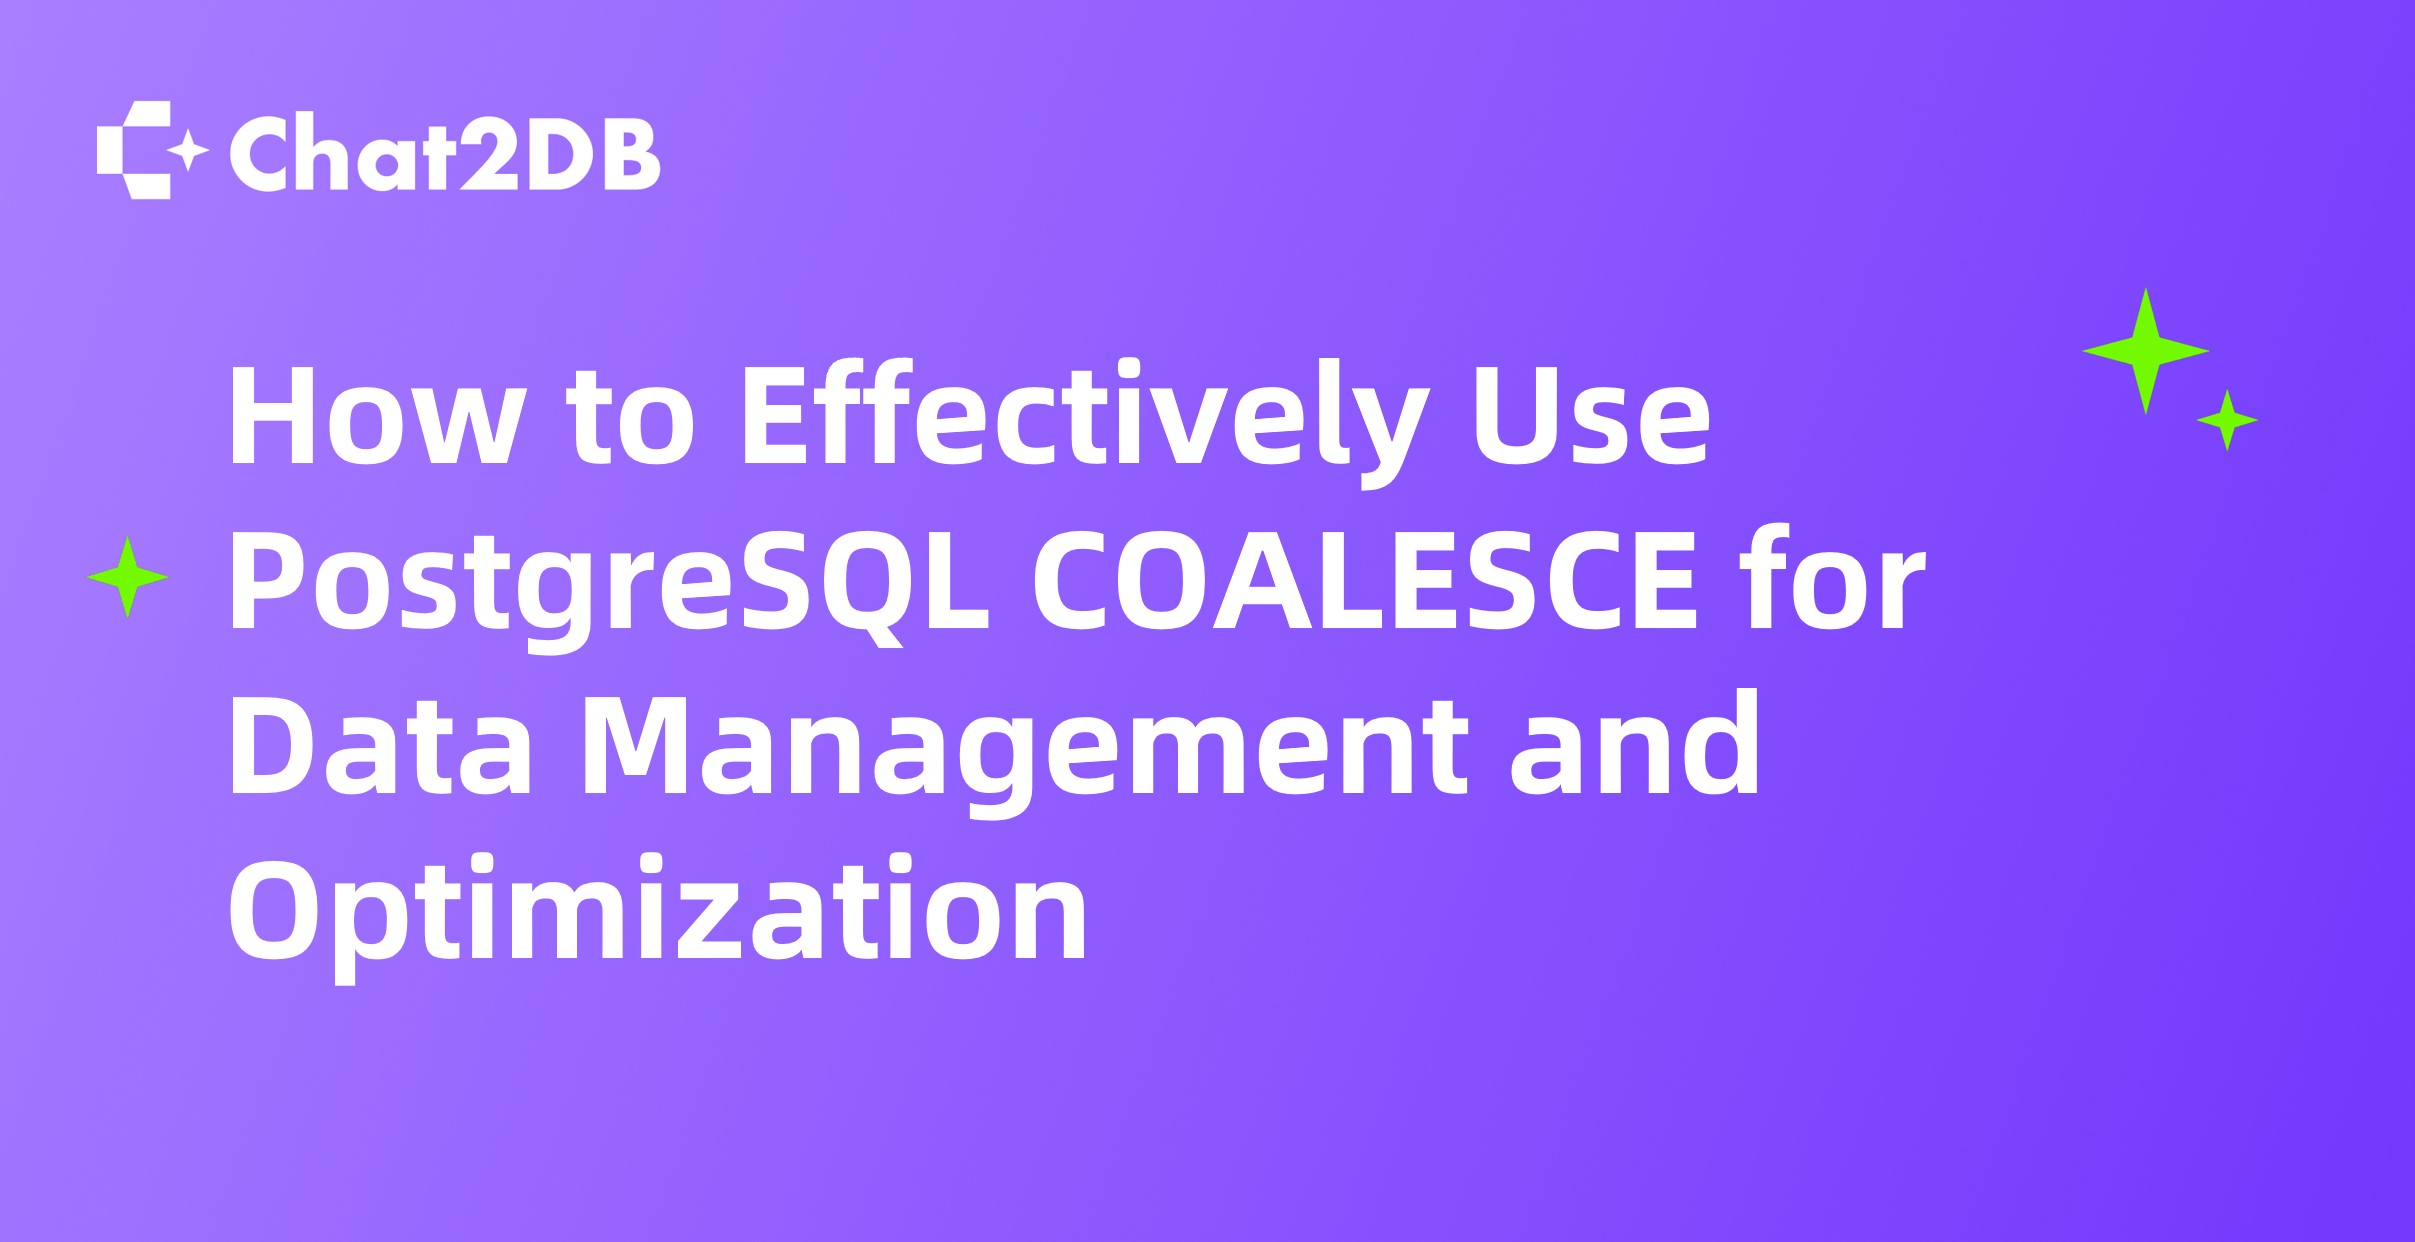 Chat2DB
How to Effectively Use
PostgreSQL COALESCE for
Data Management and
Optimization